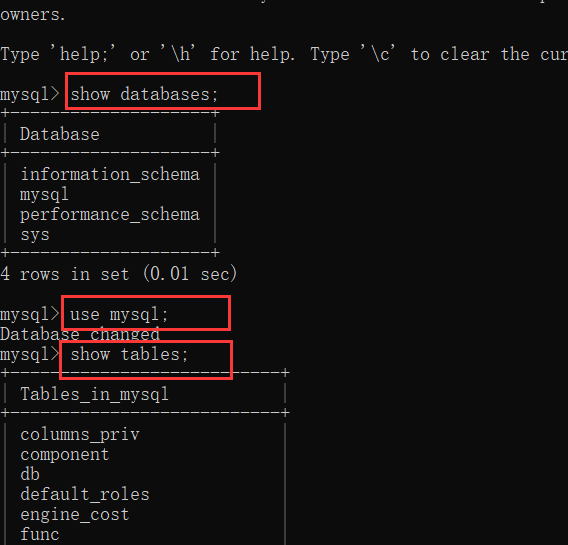 owners.
Type 'help;' or '\h' for help. Type '\c' to clear the cur
mysql> show databases;
+--------------------+
| Database           |
+--------------------+
| information_schema |
| mysql              |
| performance_schema |
| sys                |
+--------------------+
4 rows in set (0.01 sec)
mysql> use mysql;
Database changed
mysql> show tables;
+---------------------------+
| Tables_in_mysql           |
+---------------------------+
| columns_priv              |
| component                 |
| db                        |
| default_roles             |
| engine_cost               |
| func                      |